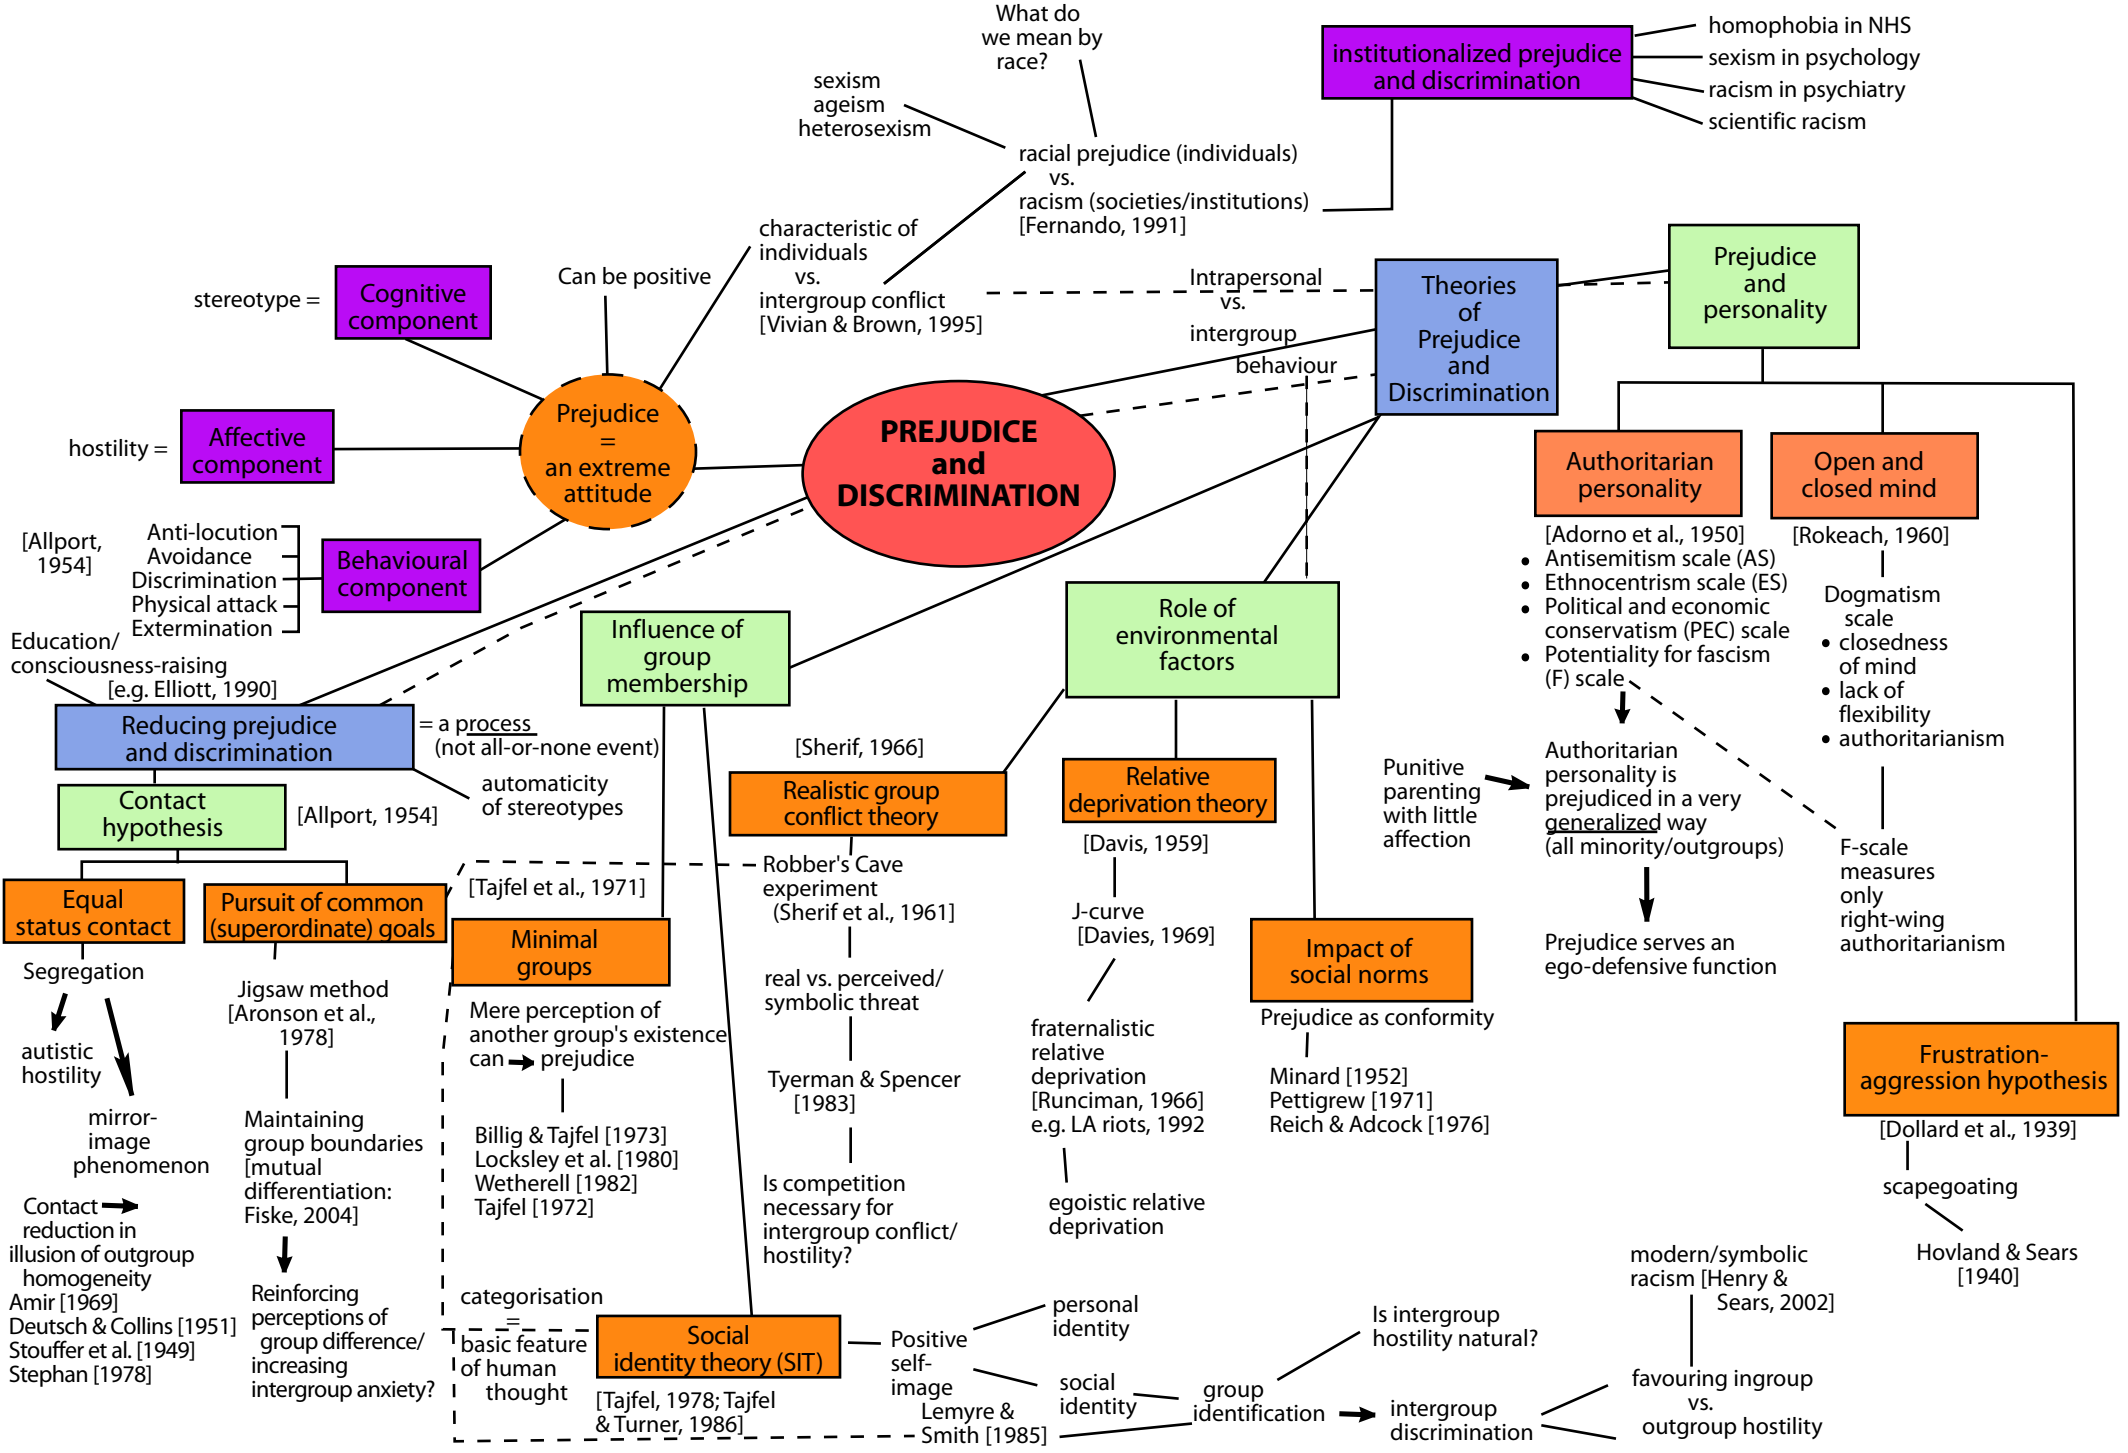 What do
we mean by
race?
sexism
ageism
heterosexism
institutionalized prejudice
and discrimination
homophobia in NHS
sexism in psychology
racism in psychiatry
scientific racism
racial prejudice (individuals)
vs.
racism (societies/institutions)
[Fernando, 1991]
characteristic of
individuals
vs.
intergroup conflict
[Vivian & Brown, 1995]
Can be positive
stereotype =
Cognitive
component
hostility =
Affective
component
Prejudice
=
an extreme
attitude
PREJUDICE
and
DISCRIMINATION
Intrapersonal
vs.
intergroup
behaviour
Theories
of
Prejudice
and
Discrimination
Prejudice
and
personality
[Allport,
1954]
Anti-locution
Avoidance
Discrimination
Physical attack
Extermination
Behavioural
component
Education/
consciousness-raising
[e.g. Elliott, 1990]
Reducing prejudice
and discrimination
= a process
(not all-or-none event)
automaticity
of stereotypes
Contact
hypothesis
[Allport, 1954]
Equal
status contact
Segregation
autistic
hostility
mirror-
image
phenomenon
Contact
reduction in
illusion of outgroup
homogeneity
Amir [1969]
Deutsch & Collins [1951]
Stouffer et al. [1949]
Stephan [1978]
Pursuit of common
(superordinate) goals
Jigsaw method
[Aronson et al.,
1978]
Maintaining
group boundaries
[mutual
differentiation:
Fiske, 2004]
Reinforcing
perceptions of
group difference/
increasing
intergroup anxiety?
Influence of
group
membership
[Tajfel et al., 1971]
Minimal
groups
Mere perception of
another group's existence
can prejudice
Billig & Tajfel [1973]
Locksley et al. [1980]
Wetherell [1982]
Tajfel [1972]
categorisation
=
basic feature
of human
thought
Social
identity theory (SIT)
[Tajfel, 1978; Tajfel
& Turner, 1986]
Positive
self-
image
Lemyre &
Smith [1985]
personal
identity
social
identity
group
identification
Is intergroup
hostility natural?
intergroup
discrimination
modern/symbolic
racism [Henry &
Sears, 2002]
favouring ingroup
vs.
outgroup hostility
Role of
environmental
factors
[Sherif, 1966]
Realistic group
conflict theory
Robber's Cave
experiment
(Sherif et al., 1961]
real vs. perceived/
symbolic threat
Tyerman & Spencer
[1983]
Is competition
necessary for
intergroup conflict/
hostility?
Relative
deprivation theory
[Davis, 1959]
J-curve
[Davies, 1969]
fraternalistic
relative
deprivation
[Runciman, 1966]
e.g. LA riots, 1992
egoistic relative
deprivation
Impact of
social norms
Prejudice as conformity
Minard [1952]
Pettigrew [1971]
Reich & Adcock [1976]
Authoritarian
personality
[Adorno et al., 1950]
• Antisemitism scale (AS)
• Ethnocentrism scale (ES)
• Political and economic
conservatism (PEC) scale
• Potentiality for fascism
(F) scale
Punitive
parenting
with little
affection
Authoritarian
personality is
prejudiced in a very
generalized way
(all minority/outgroups)
Prejudice serves an
ego-defensive function
Open and
closed mind
[Rokeach, 1960]
Dogmatism
scale
• closedness
of mind
• lack of
flexibility
• authoritarianism
F-scale
measures
only
right-wing
authoritarianism
Frustration-
aggression hypothesis
[Dollard et al., 1939]
scapegoating
Hovland & Sears
[1940]